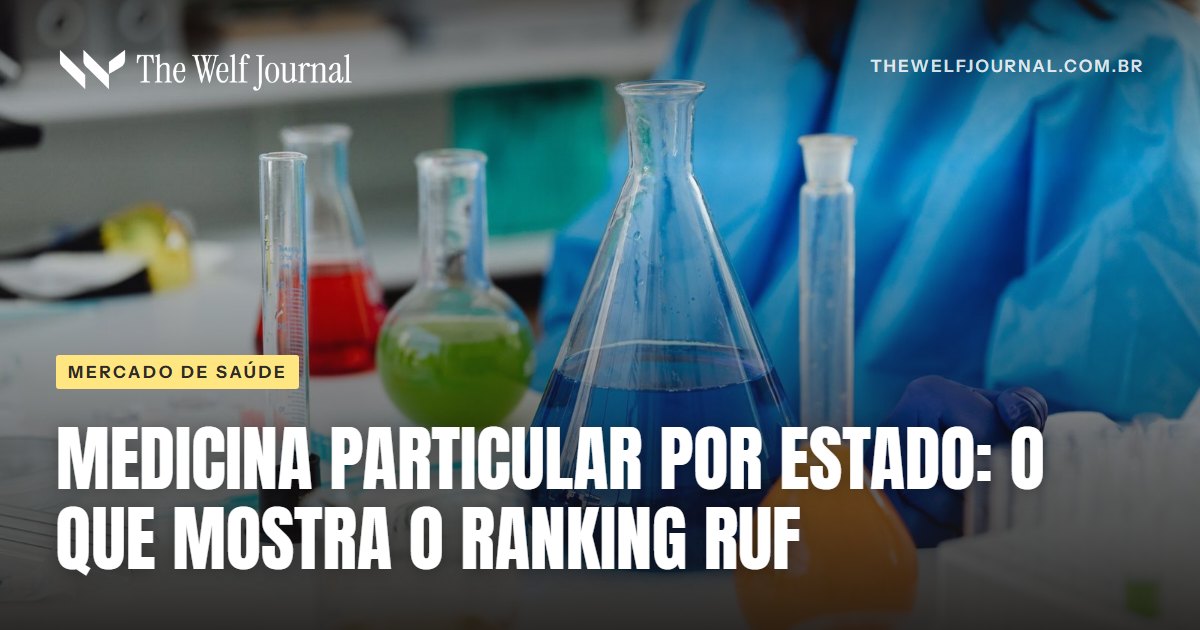 The Welf Journal
THEWELFJOURNAL.COM.BR
MERCADO DE SAÚDE
MEDICINA PARTICULAR POR ESTADO: O
QUE MOSTRA O RANKING RUF